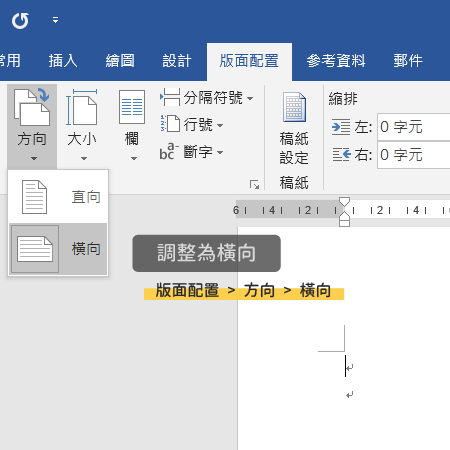 常用 插入 繪圖 設計 版面配置 參考資料 郵件
方向 大小 欄 分隔符號 行號 斷字 稿紙設定 稿紙
a-
bc
縮排
左: 0 字元
右: 0 字元
直向
橫向
6 4 2 2 4 6
調整為橫向
版面配置 > 方向 > 橫向